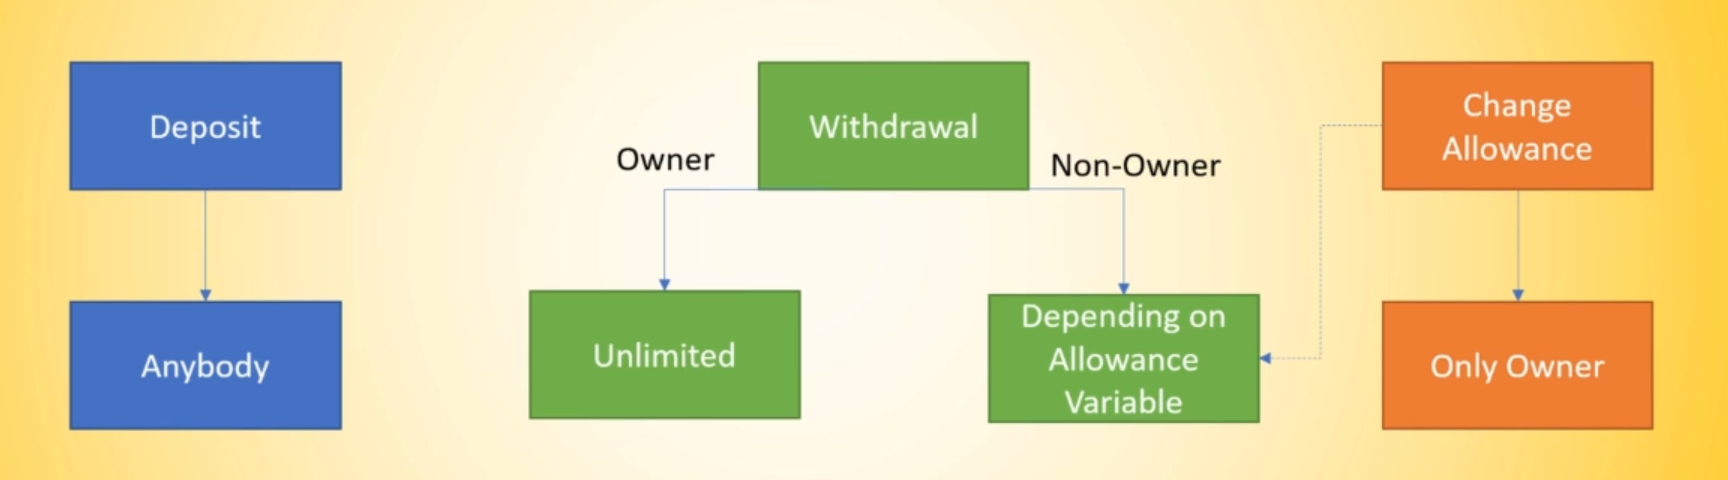 Deposit
Withdrawal
Change
Allowance
Owner
Non-Owner
Anybody
Unlimited
Depending on
Allowance
Variable
Only Owner